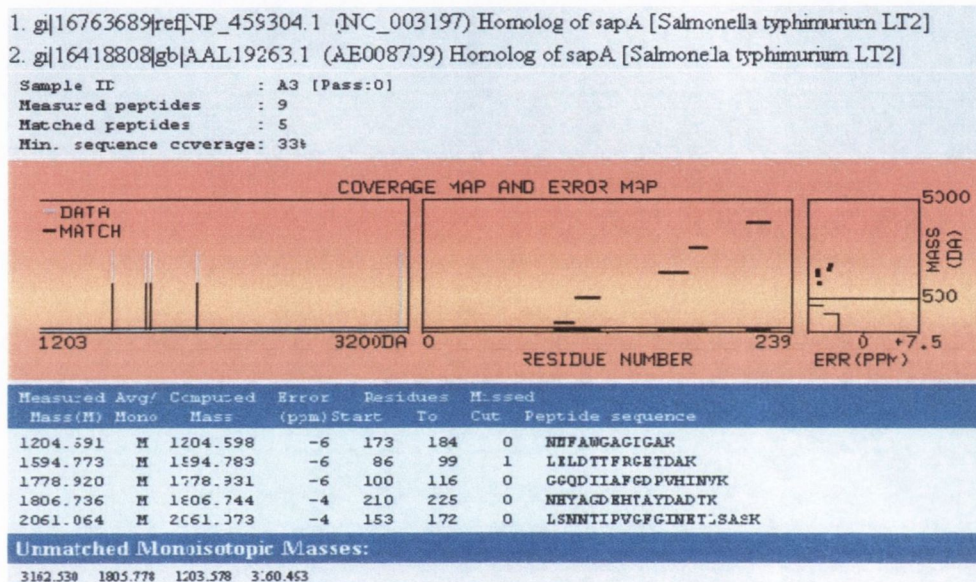 1. gi|16763689|ref|NP_459304.1 (NC_003197) Homolog of sapA [Salmonella typhimurium LT2]
2. gi|16418808|gb|AAL19263.1 (AE008709) Homolog of sapA [Salmonella typhimurium LT2]
Sample ID : A3 [Pass:0]
Measured peptides : 9
Matched peptides : 5
Min. sequence coverage: 33%
COVERAGE MAP AND ERROR MAP
DATA
MATCH
5000
MASS (DA)
500
1203 3200DA 0 239 0 +7.5
RESIDUE NUMBER ERR(PPM)
Measured Avg/ Computed Error Residues Missed
Mass(M) Mono Mass (ppm) Start To Cut Peptide sequence
1204.591 M 1204.598 -6 173 184 0 NNFAWGAGIGAK
1594.773 M 1594.783 -6 86 99 1 LELDTTFRGETDAK
1778.920 M 1778.931 -6 100 116 0 GGQDIIAFGDPVHINVK
1806.736 M 1806.744 -4 210 225 0 NHYAGDEHTAYDADTK
2061.064 M 2061.073 -4 153 172 0 LSNNTIPVGFGINETLSASK
Unmatched Monoisotopic Masses:
3162.530 1805.778 1203.578 3160.463